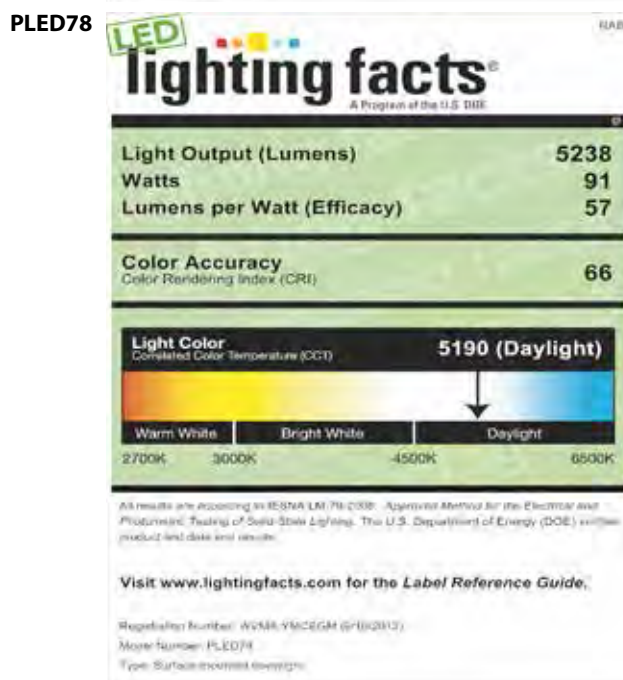 PLED78
RAB
LED
lighting facts®
A Program of the U.S. DOE
Light Output (Lumens) 5238
Watts 91
Lumens per Watt (Efficacy) 57
Color Accuracy 66
Color Rendering Index (CRI)
Light Color 5190 (Daylight)
Correlated Color Temperature (CCT)
Warm White Bright White Daylight
2700K 3000K 4500K 6500K
All results are according to IESNA LM-79-2008: Approved Method for the Electrical and
Photometric Testing of Solid-State Lighting. The U.S. Department of Energy (DOE) verifies
product test data and results.
Visit www.lightingfacts.com for the Label Reference Guide.
Registration Number:
Model Number: PLED78
Type: Surface mounted